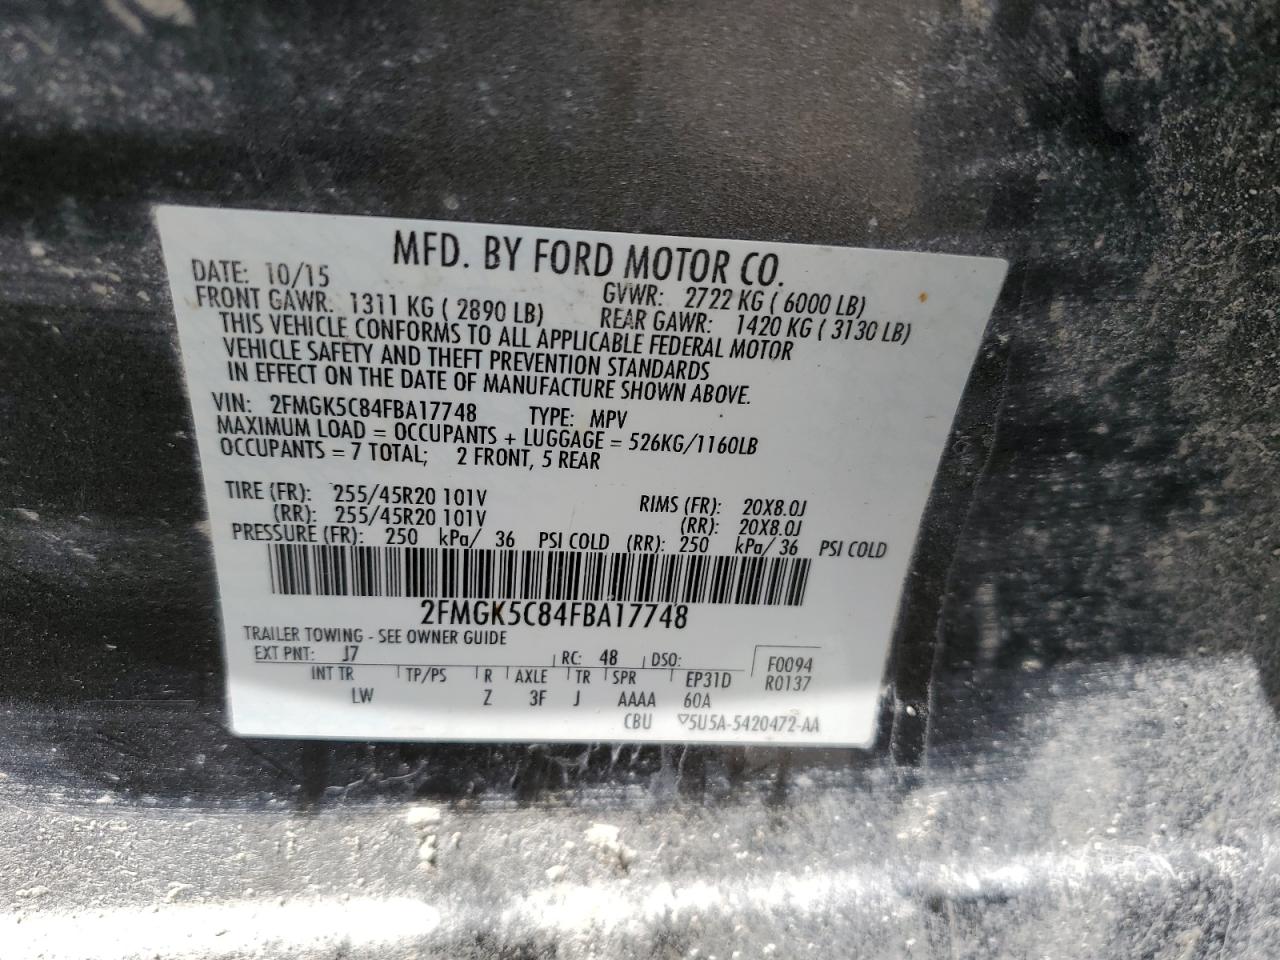 MFD. BY FORD MOTOR CO.
DATE: 10/15 GVWR: 2722 KG ( 6000 LB)
FRONT GAWR: 1311 KG ( 2890 LB) REAR GAWR: 1420 KG ( 3130 LB)
THIS VEHICLE CONFORMS TO ALL APPLICABLE FEDERAL MOTOR
VEHICLE SAFETY AND THEFT PREVENTION STANDARDS
IN EFFECT ON THE DATE OF MANUFACTURE SHOWN ABOVE.
VIN: 2FMGK5C84FBA17748 TYPE: MPV
MAXIMUM LOAD = OCCUPANTS + LUGGAGE = 526KG/1160LB
OCCUPANTS = 7 TOTAL; 2 FRONT, 5 REAR
TIRE (FR): 255/45R20 101V RIMS (FR): 20X8.0J
(RR): 255/45R20 101V (RR): 20X8.0J
PRESSURE (FR): 250 kPa/ 36 PSI COLD (RR): 250 kPa/ 36 PSI COLD
2FMGK5C84FBA17748
TRAILER TOWING - SEE OWNER GUIDE
EXT PNT: J7 RC: 48 DSO: F0094
INT TR TP/PS R AXLE TR SPR EP31D R0137
LW Z 3F J AAAA 60A
CBU ▽5U5A-5420472-AA